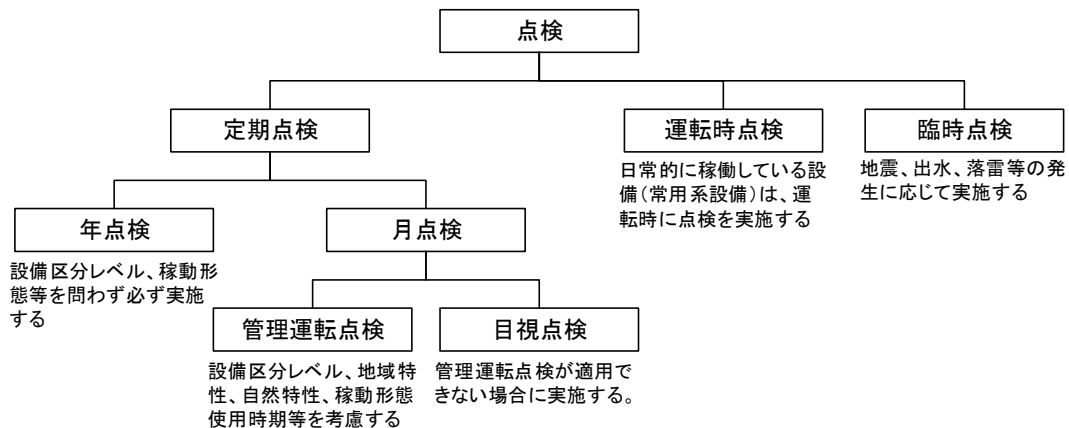 点検
定期点検
運転時点検
臨時点検
日常的に稼働している設
備(常用系設備)は、運
転時に点検を実施する
地震、出水、落雷等の発
生に応じて実施する
年点検
月点検
設備区分レベル、稼動形
態等を問わず必ず実施
する
管理運転点検
目視点検
設備区分レベル、地域特
性、自然特性、稼動形態
使用時期等を考慮する
管理運転点検が適用で
きない場合に実施する。